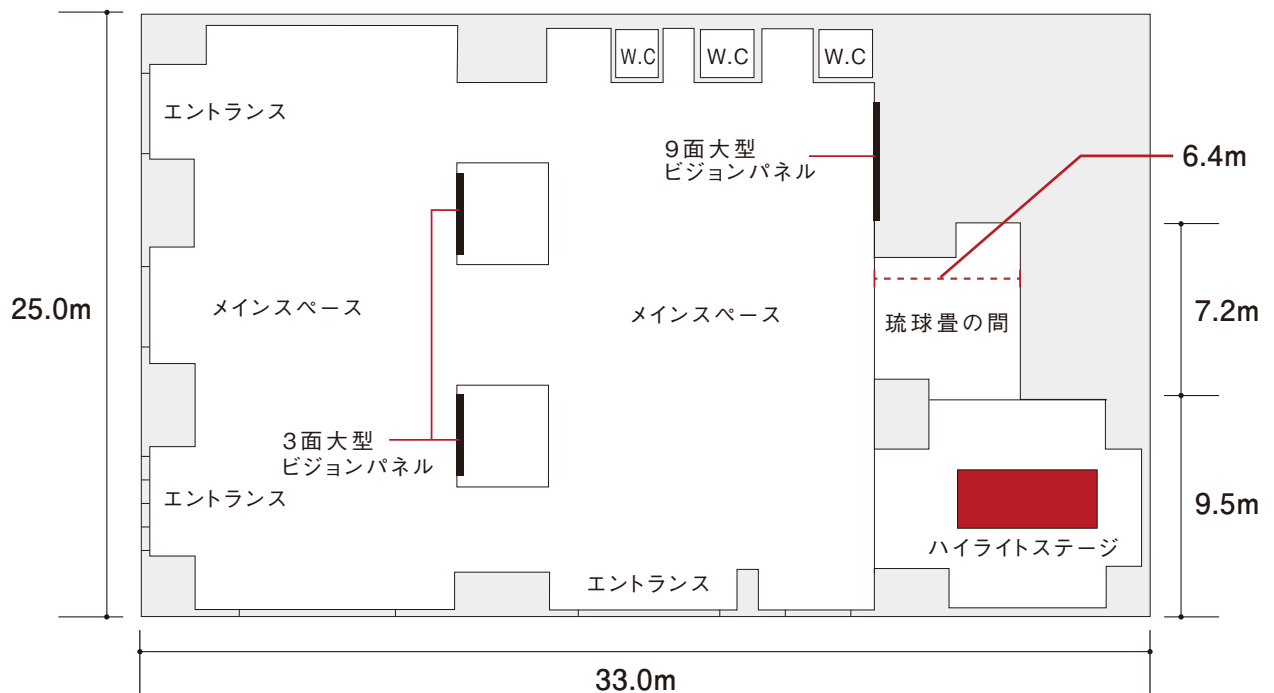 W.C
W.C
W.C
エントランス
9面大型
ビジョンパネル
6.4m
25.0m
メインスペース
メインスペース
琉球畳の間
7.2m
3面大型
ビジョンパネル
エントランス
9.5m
ハイライトステージ
エントランス
33.0m